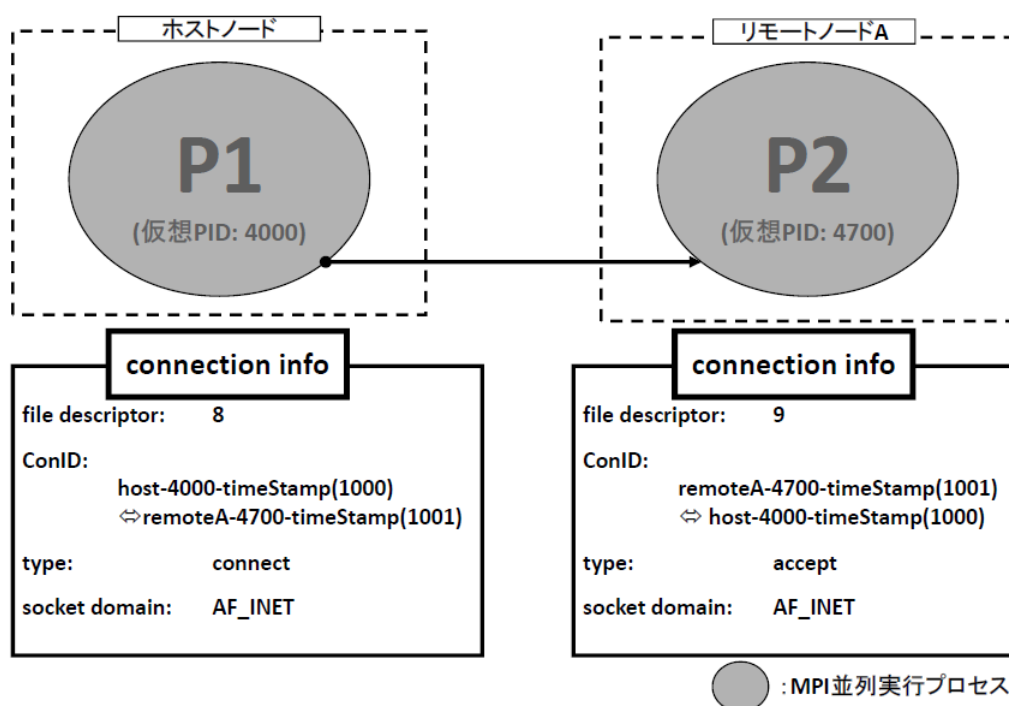 ホストノード
リモートノードA
P1
(仮想PID: 4000)
P2
(仮想PID: 4700)
connection info
file descriptor: 8
ConID:
host-4000-timeStamp(1000)
⇔remoteA-4700-timeStamp(1001)
type: connect
socket domain: AF_INET
connection info
file descriptor: 9
ConID:
remoteA-4700-timeStamp(1001)
⇔ host-4000-timeStamp(1000)
type: accept
socket domain: AF_INET
:MPI並列実行プロセス